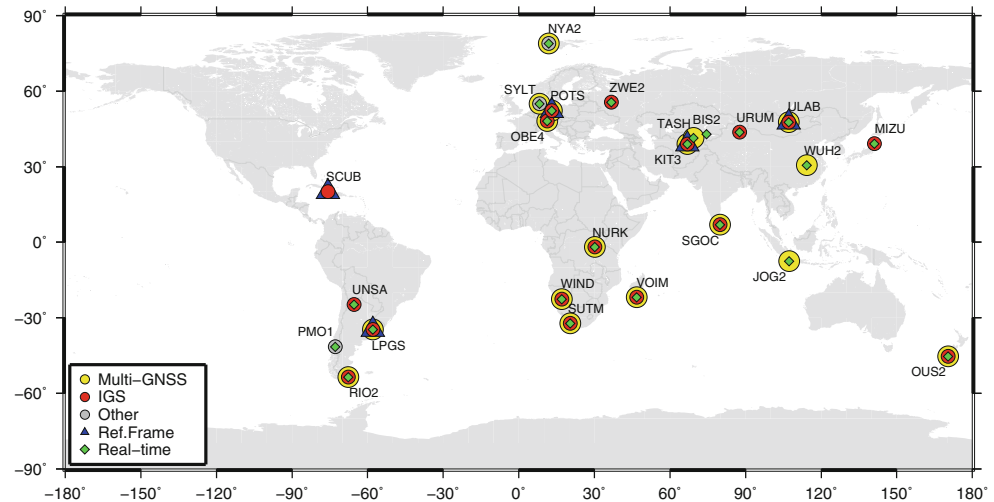 90°
60°
30°
0°
−30°
−60°
−90°
−180° −150° −120° −90° −60° −30° 0° 30° 60° 90° 120° 150° 180°
NYA2
SYLT
POTS
OBE4
ZWE2
TASH
BIS2
URUM
ULAB
MIZU
KIT3
WUH2
SCUB
NURK
SGOC
JOG2
WIND
VOIM
SUTM
UNSA
PMO1
LPGS
RIO2
OUS2
Multi−GNSS
IGS
Other
Ref.Frame
Real−time